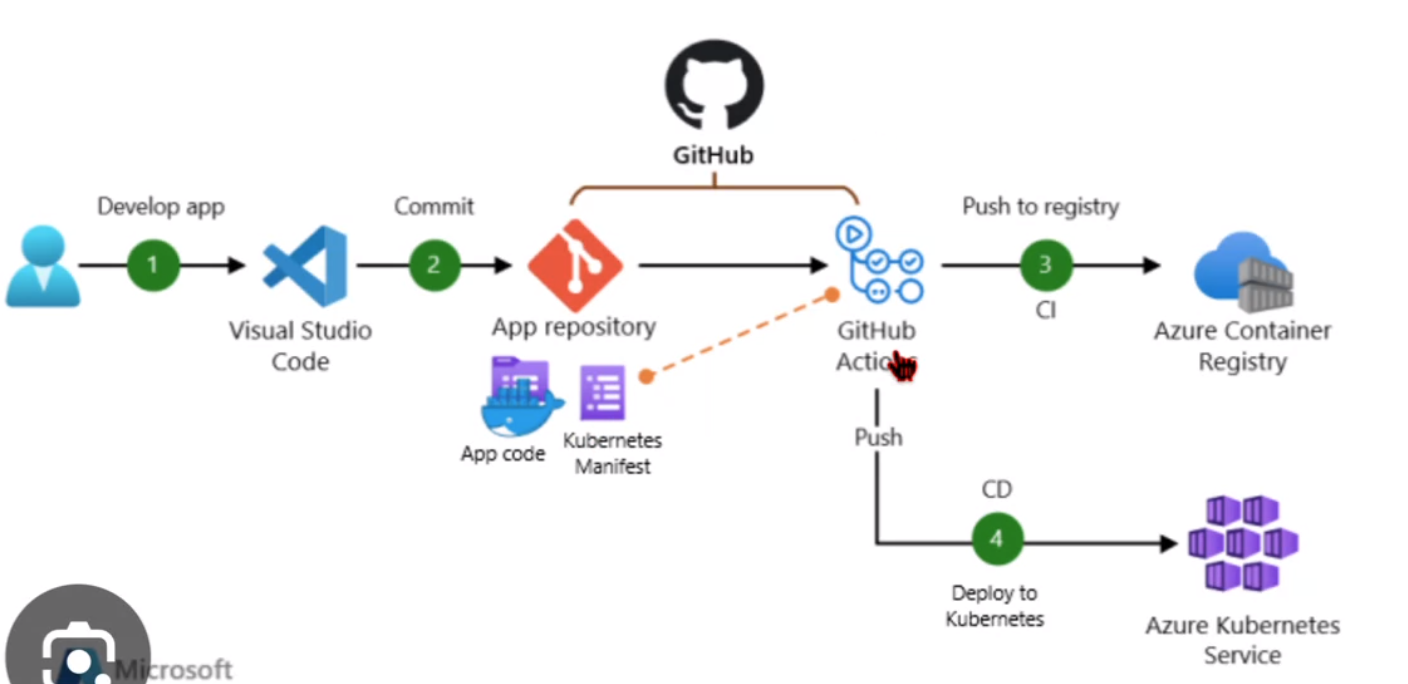 GitHub
Develop app
Commit
Push to registry
1
2
3
CI
Visual Studio
Code
App repository
GitHub
Azure Container
Registry
App code
Kubernetes
Manifest
Push
CD
4
Deploy to
Kubernetes
Azure Kubernetes
Service
Microsoft